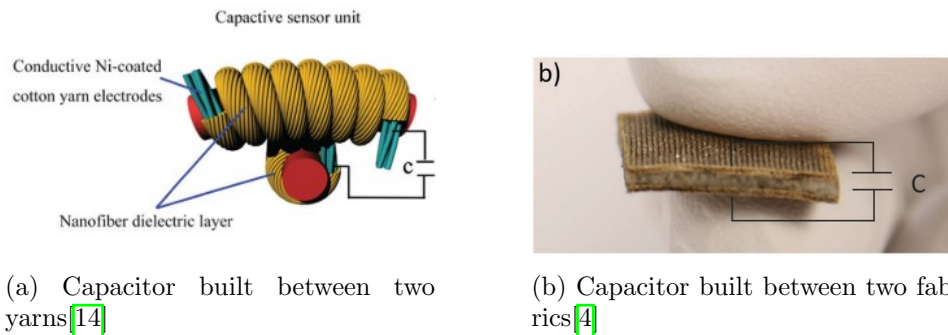 Capactive sensor unit
Conductive Ni-coated
cotton yarn electrodes
c
Nanofiber dielectric layer
b)
C
(a) Capacitor built between two
yarns[14]
(b) Capacitor built between two fab
rics[4]